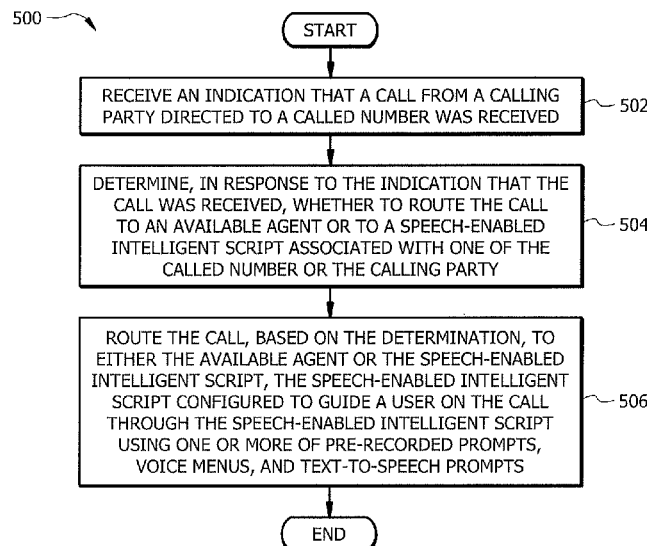 500
START
RECEIVE AN INDICATION THAT A CALL FROM A CALLING
PARTY DIRECTED TO A CALLED NUMBER WAS RECEIVED
502
DETERMINE, IN RESPONSE TO THE INDICATION THAT THE
CALL WAS RECEIVED, WHETHER TO ROUTE THE CALL
TO AN AVAILABLE AGENT OR TO A SPEECH-ENABLED
INTELLIGENT SCRIPT ASSOCIATED WITH ONE OF THE
CALLED NUMBER OR THE CALLING PARTY
504
ROUTE THE CALL, BASED ON THE DETERMINATION, TO
EITHER THE AVAILABLE AGENT OR THE SPEECH-ENABLED
INTELLIGENT SCRIPT, THE SPEECH-ENABLED INTELLIGENT
SCRIPT CONFIGURED TO GUIDE A USER ON THE CALL
THROUGH THE SPEECH-ENABLED INTELLIGENT SCRIPT
USING ONE OR MORE OF PRE-RECORDED PROMPTS,
VOICE MENUS, AND TEXT-TO-SPEECH PROMPTS
506
END